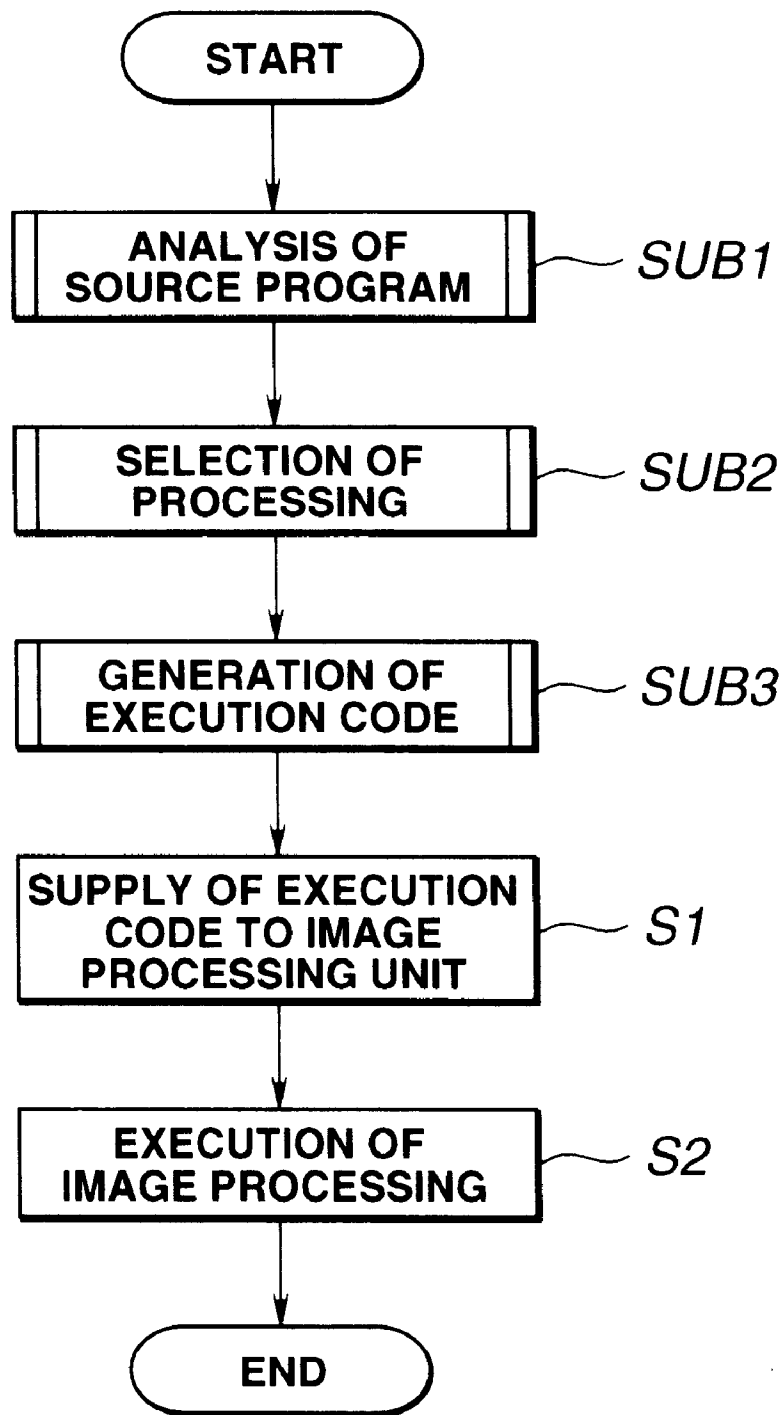 START
ANALYSIS OF
SOURCE PROGRAM
SUB1
SELECTION OF
PROCESSING
SUB2
GENERATION OF
EXECUTION CODE
SUB3
SUPPLY OF EXECUTION
CODE TO IMAGE
PROCESSING UNIT
S1
EXECUTION OF
IMAGE PROCESSING
S2
END